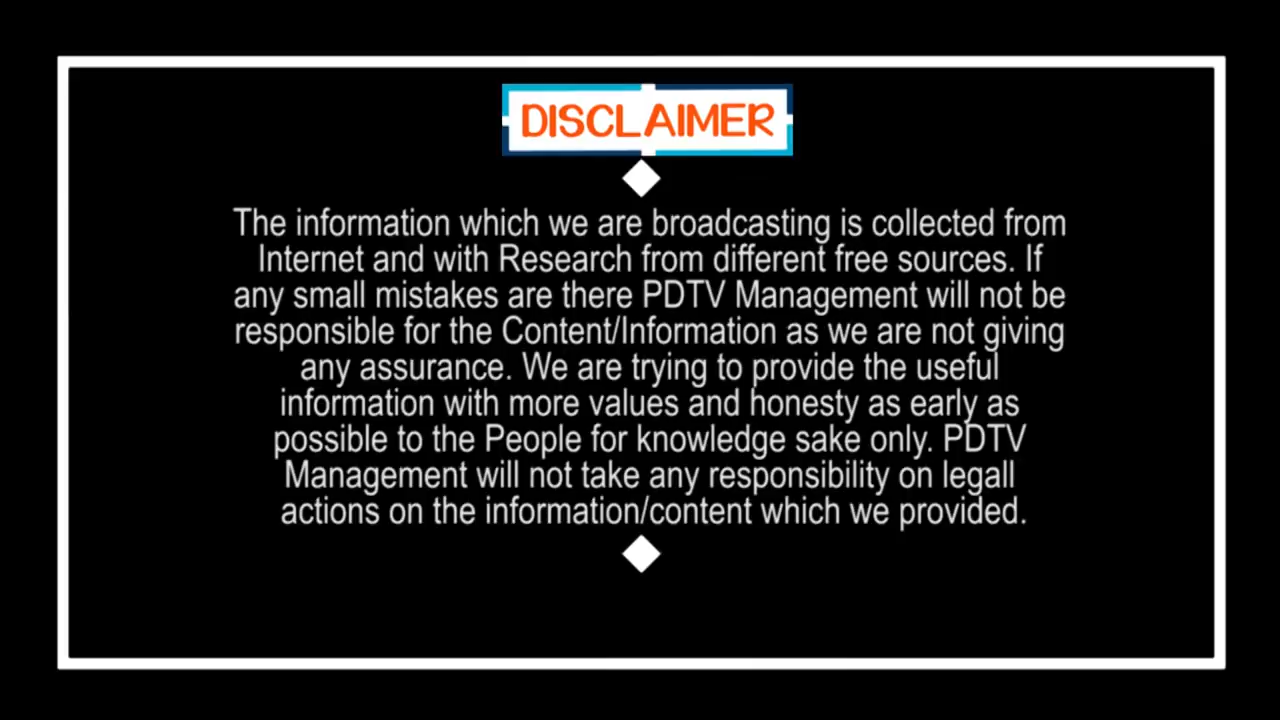 DISCLAIMER
The information which we are broadcasting is collected from
Internet and with Research from different free sources. If
any small mistakes are there PDTV Management will not be
responsible for the Content/Information as we are not giving
any assurance. We are trying to provide the useful
information with more values and honesty as early as
possible to the People for knowledge sake only. PDTV
Management will not take any responsibility on legall
actions on the information/content which we provided.